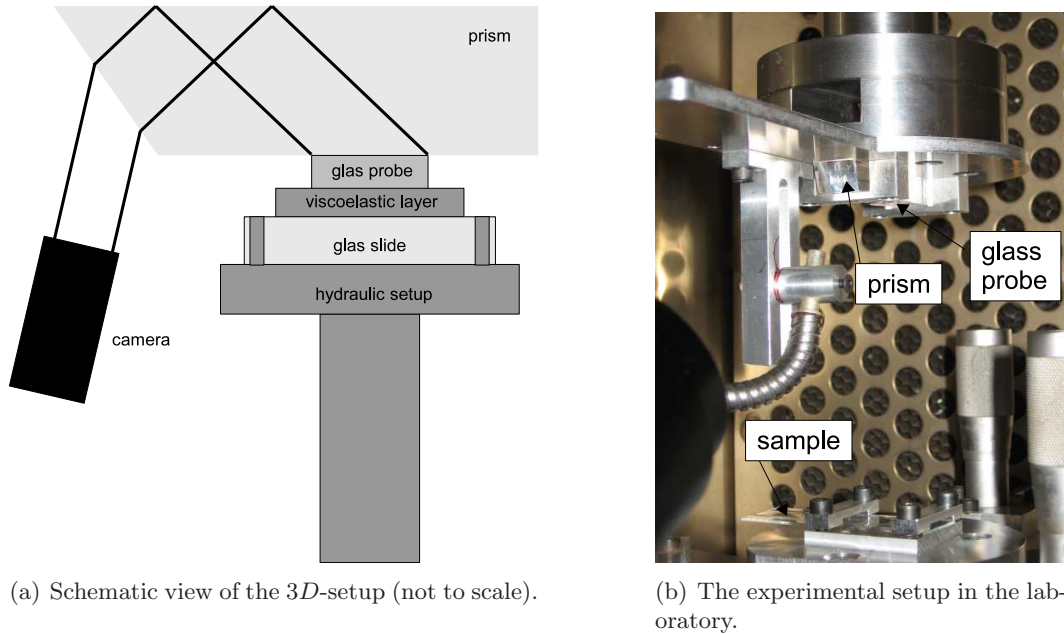 prism
glas probe
viscoelastic layer
glas slide
hydraulic setup
camera
(a) Schematic view of the 3D-setup (not to scale).
glass
probe
prism
sample
(b) The experimental setup in the lab-
oratory.